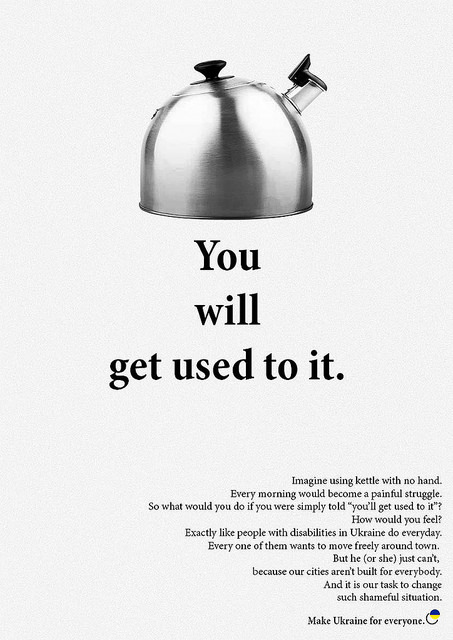 You
will
get used to it.
Imagine using kettle with no hand.
Every morning would become a painful struggle.
So what would you do if you were simply told “you’ll get used to it”?
How would you feel?
Exactly like people with disabilities in Ukraine do everyday.
Every one of them wants to move freely around town.
But he (or she) just can’t,
because our cities aren’t built for everybody.
And it is our task to change
such shameful situation.
Make Ukraine for everyone.